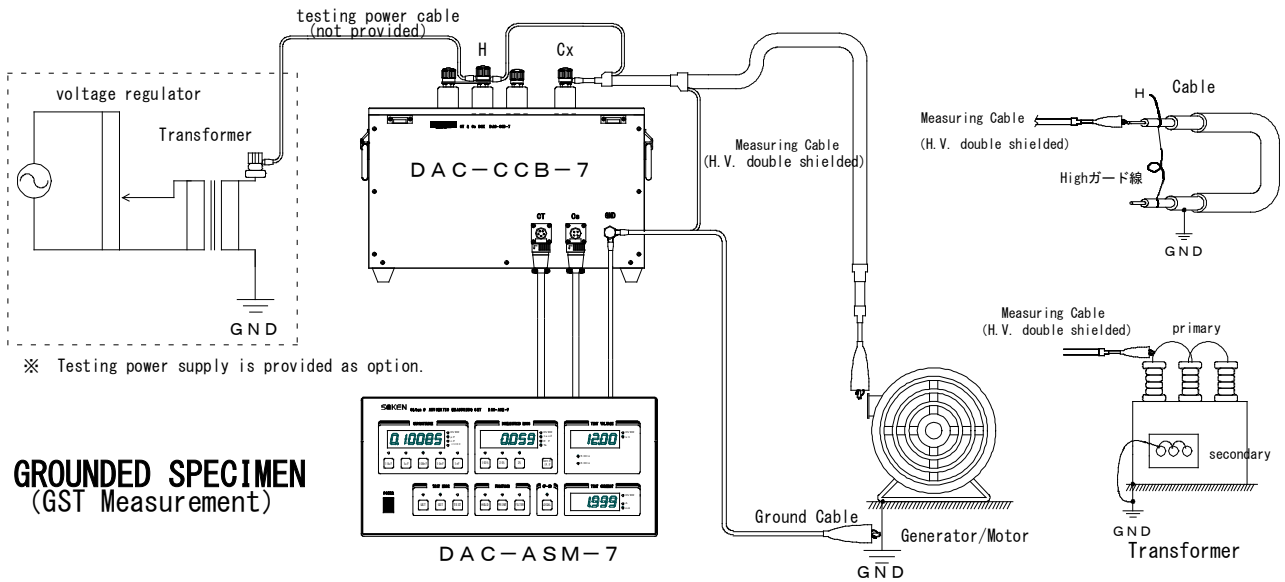 testing power cable
(not provided)
H
Cx
voltage regulator
Transformer
GND
※ Testing power supply is provided as option.
DAC-CCB-7
CT
GND
Measuring Cable
(H.V. double shielded)
H
Cable
Measuring Cable
(H.V. double shielded)
Highガード線
GND
Measuring Cable
(H.V. double shielded)
primary
secondary
GND
Transformer
SOKEN
0.10085
0.059
12.00
1.999
POWER
GROUNDED SPECIMEN
(GST Measurement)
DAC-ASM-7
Ground Cable
Generator/Motor
GND